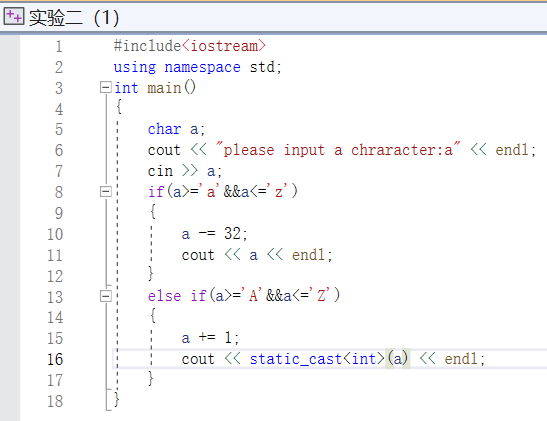 实验二（1）
1 #include<iostream>
2 using namespace std;
3 int main()
4 {
5 char a;
6 cout << "please input a chraracter:a" << endl;
7 cin >> a;
8 if(a>='a'&&a<='z')
9 {
10 a -= 32;
11 cout << a << endl;
12 }
13 else if(a>='A'&&a<='Z')
14 {
15 a += 1;
16 cout << static_cast<int>(a) << endl;
17 }
18 }